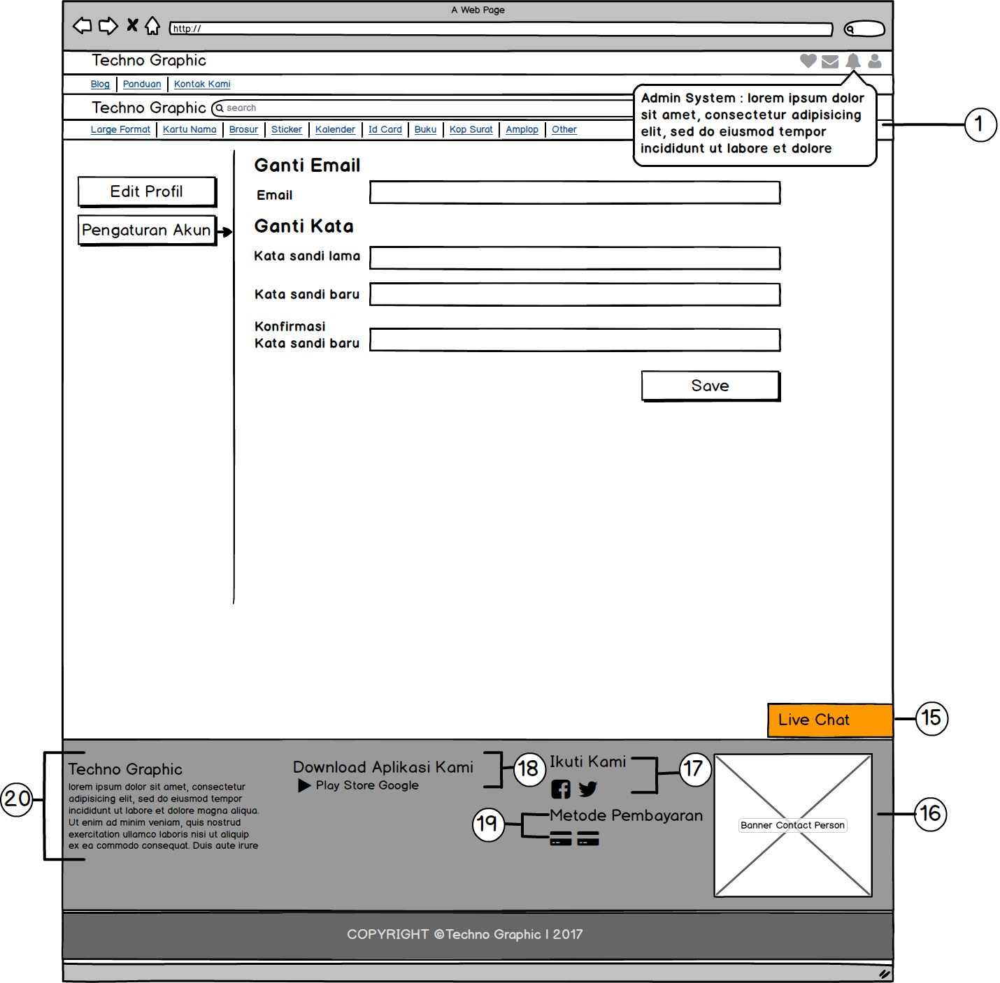 A Web Page
http://
Techno Graphic
Blog
Panduan
Kontak Kami
Techno Graphic
search
Admin System : lorem ipsum dolor
sit amet, consectetur adipisicing
elit, sed do eiusmod tempor
incididunt ut labore et dolore
1
Large Format
Kartu Nama
Brosur
Sticker
Kalender
Id Card
Buku
Kop Surat
Amplop
Other
Edit Profil
Pengaturan Akun
Ganti Email
Email
Ganti Kata
Kata sandi lama
Kata sandi baru
Konfirmasi
Kata sandi baru
Save
Live Chat
15
20
Techno Graphic
lorem ipsum dolor sit amet, consectetur
adipisicing elit, sed do eiusmod tempor
incididunt ut labore et dolore magna aliqua.
Ut enim ad minim veniam, quis nostrud
exercitation ullamco laboris nisi ut aliquip
ex ea commodo consequat. Duis aute irure
Download Aplikasi Kami
Play Store Google
18
Ikuti Kami
17
19
Metode Pembayaran
Banner Contact Person
16
COPYRIGHT ©Techno Graphic | 2017